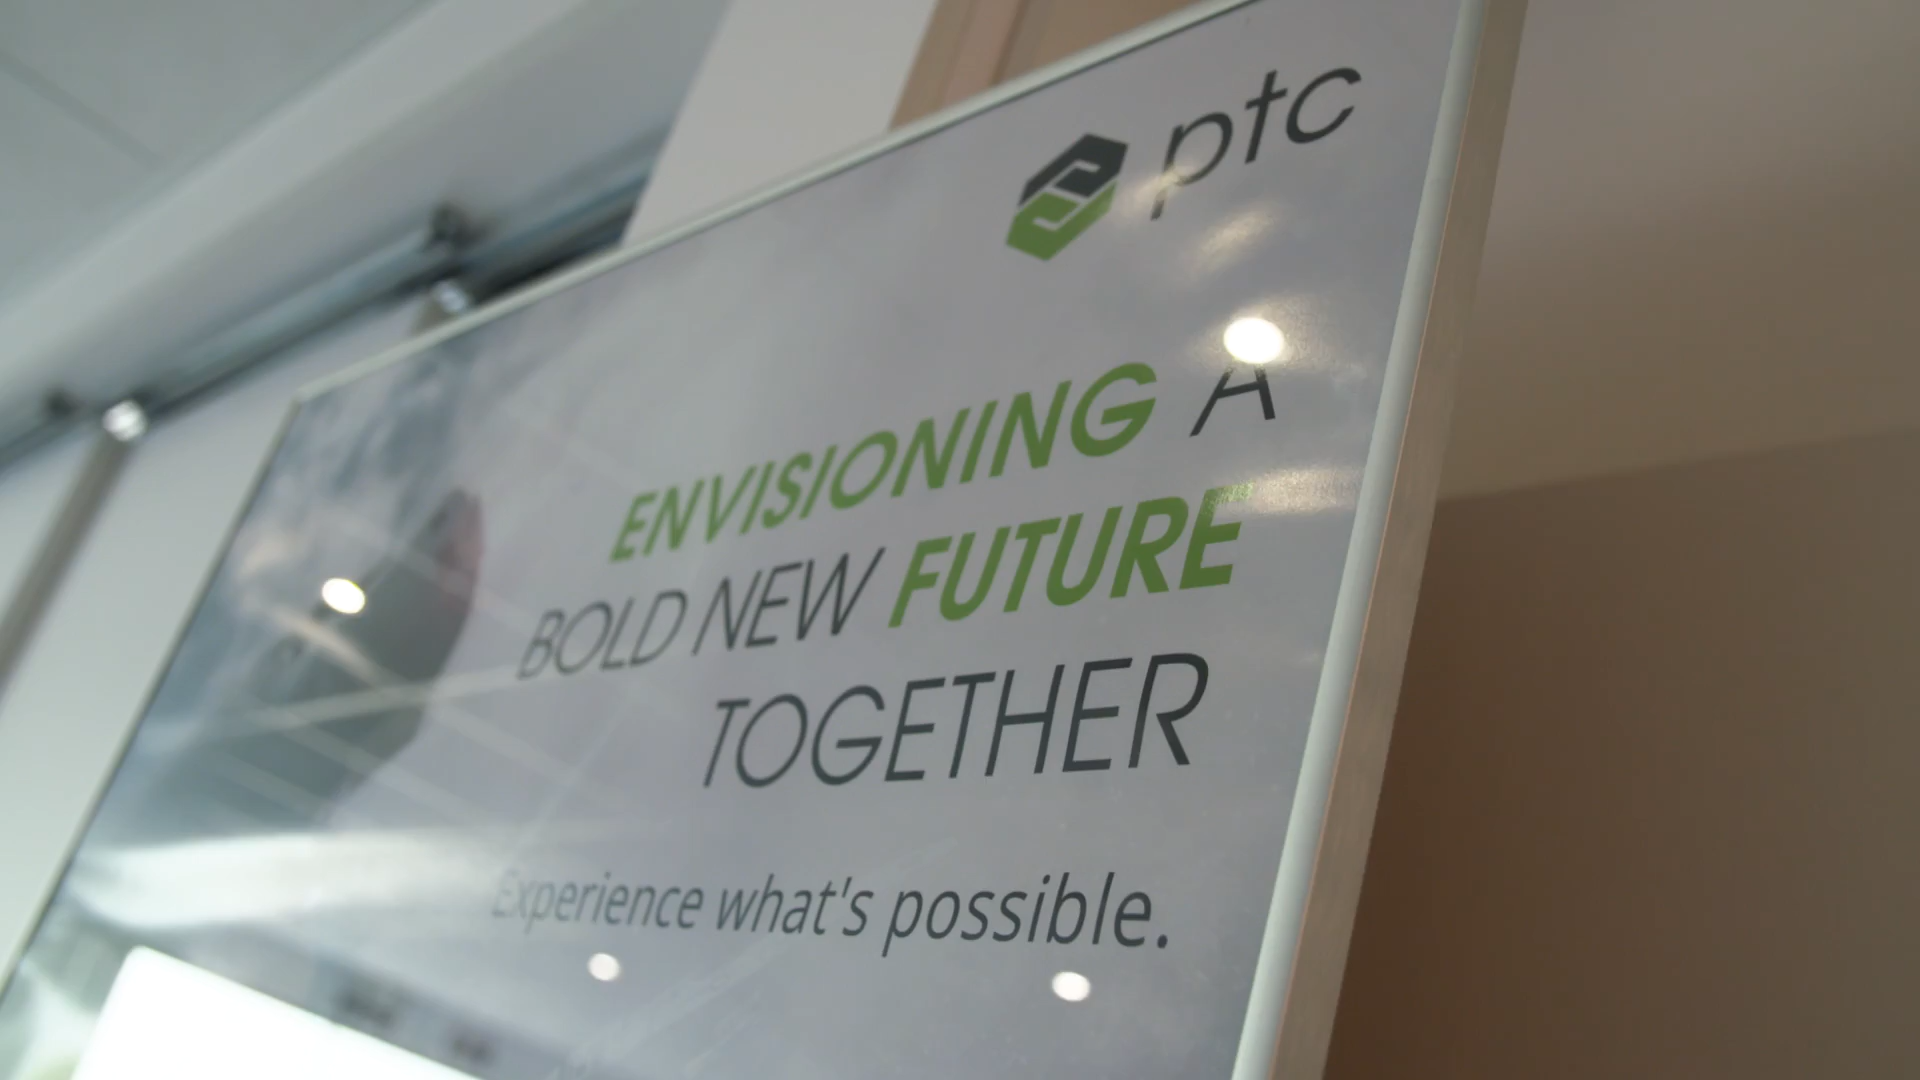 ptc
ENVISIONING A
BOLD NEW FUTURE
TOGETHER
Experience what's possible.